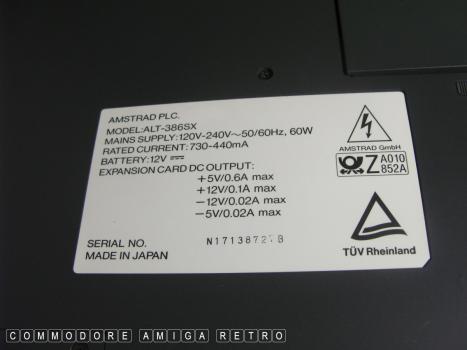 AMSTRAD PLC.
MODEL:ALT-386SX
MAINS SUPPLY:120V-240V~50/60Hz, 60W
RATED CURRENT:730-440mA
BATTERY:12V ⎓
EXPANSION CARD DC OUTPUT:
+5V/0.6A max
+12V/0.1A max
−12V/0.02A max
−5V/0.02A max
SERIAL NO.
MADE IN JAPAN
AMSTRAD GmbH
Z A010
852A
TÜV Rheinland
COMMODORE AMIGA RETRO